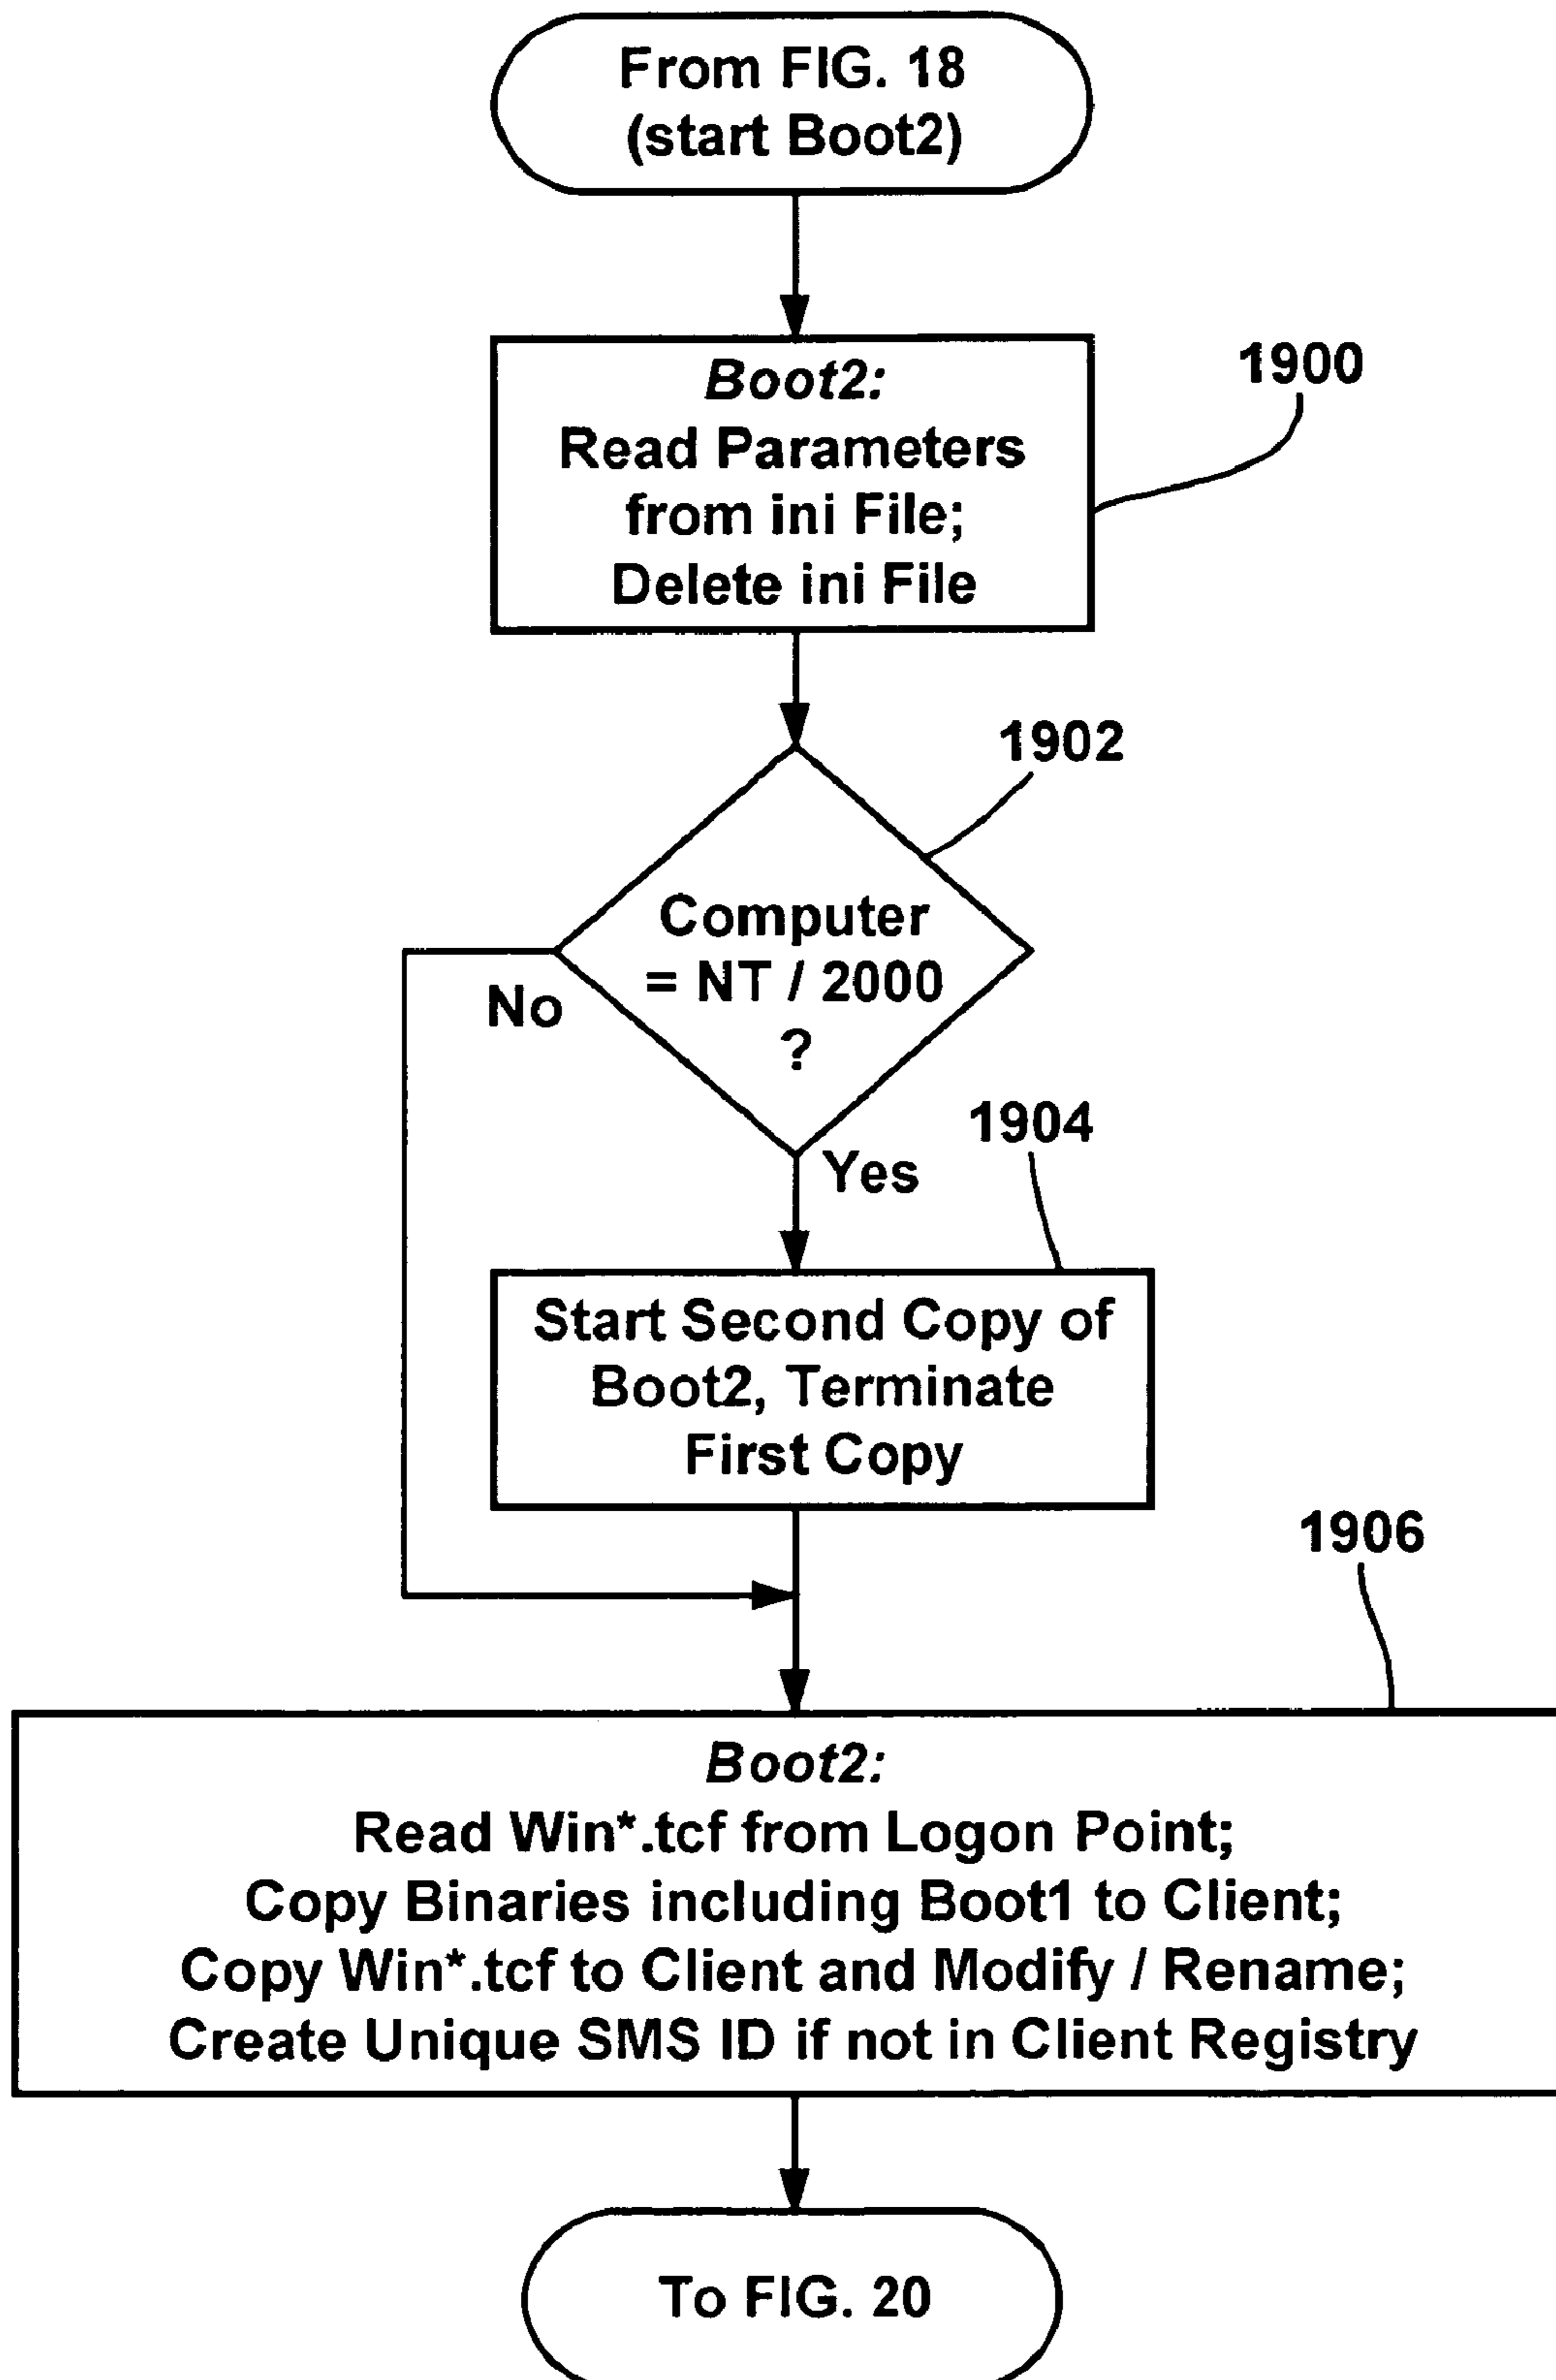 From FIG. 18
(start Boot2)
1900
Boot2:
Read Parameters
from ini File;
Delete ini File
1902
Computer
= NT / 2000
?
No
Yes
1904
Start Second Copy of
Boot2, Terminate
First Copy
1906
Boot2:
Read Win*.tcf from Logon Point;
Copy Binaries including Boot1 to Client;
Copy Win*.tcf to Client and Modify / Rename;
Create Unique SMS ID if not in Client Registry
To FIG. 20